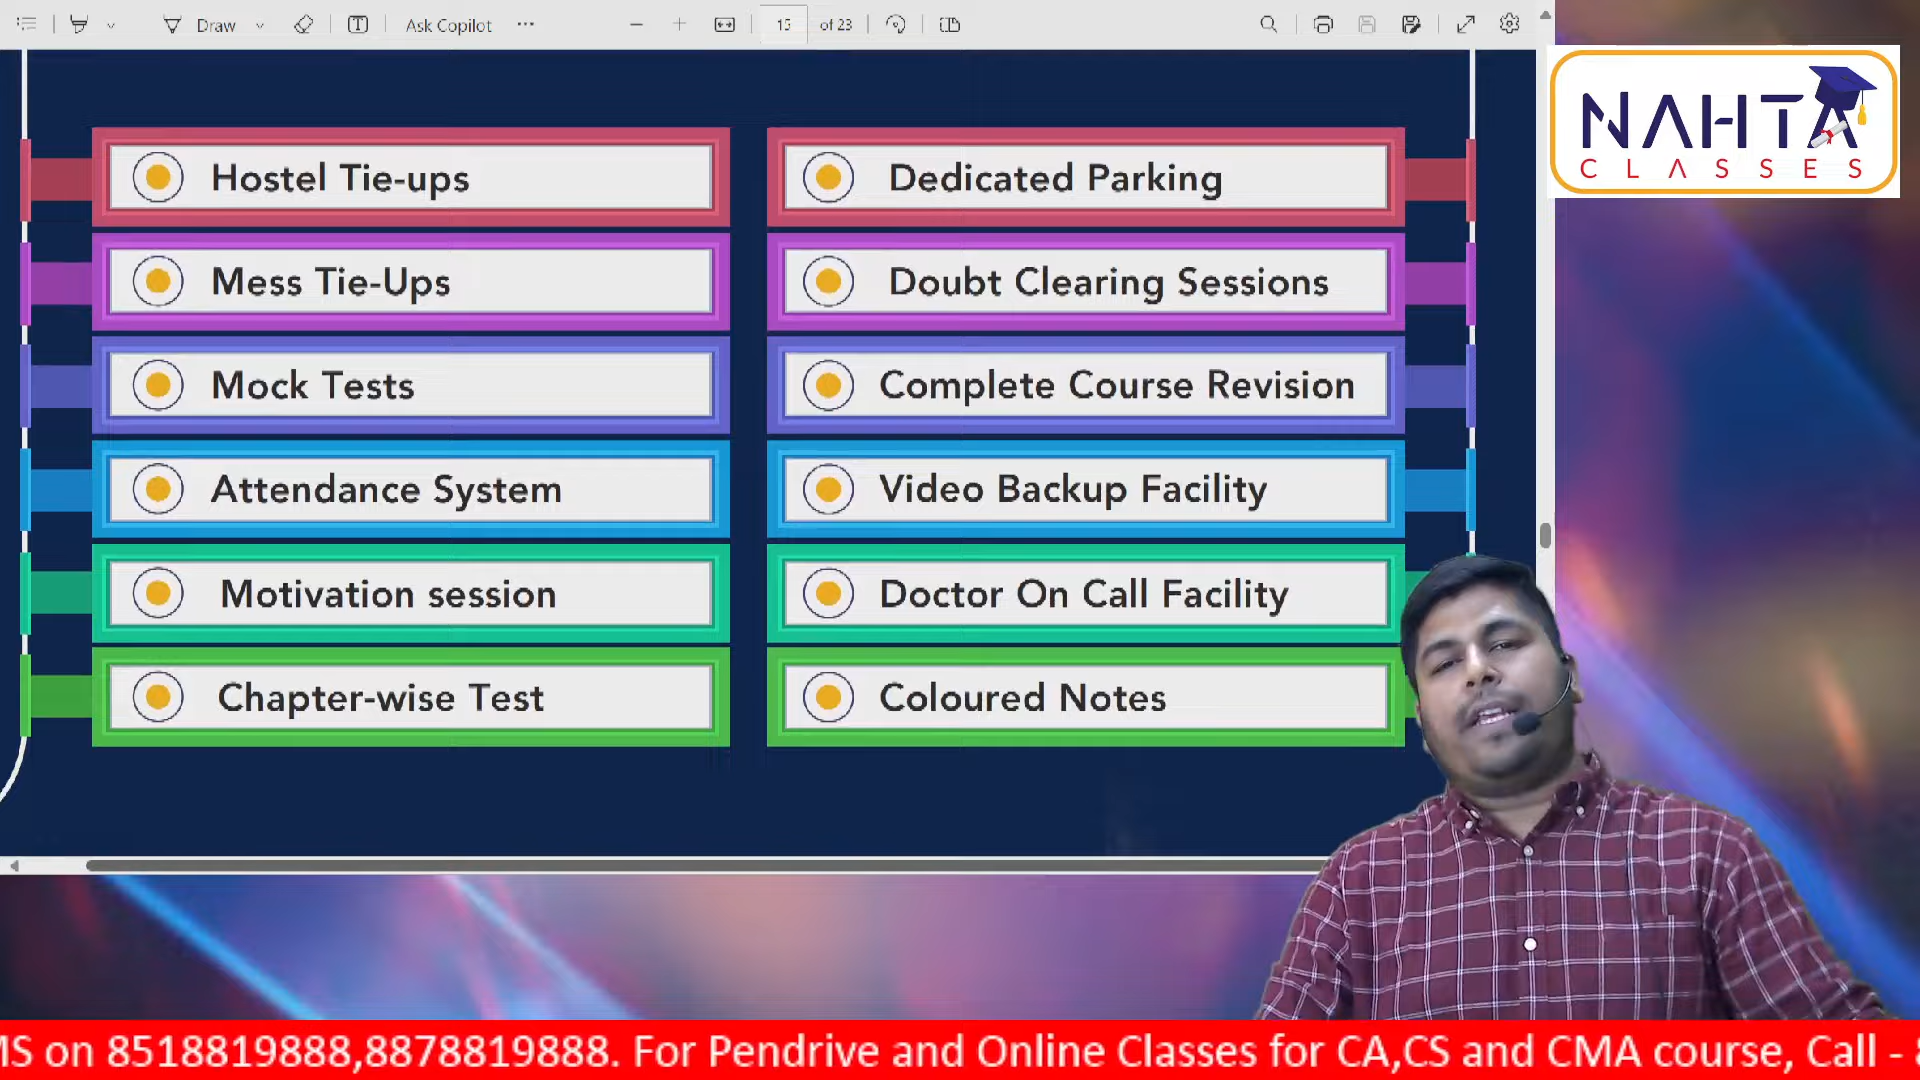 Draw
Ask Copilot
15 of 23
NAHTA
CLASSES
Hostel Tie-ups
Dedicated Parking
Mess Tie-Ups
Doubt Clearing Sessions
Mock Tests
Complete Course Revision
Attendance System
Video Backup Facility
Motivation session
Doctor On Call Facility
Chapter-wise Test
Coloured Notes
MS on 8518819888,8878819888. For Pendrive and Online Classes for CA,CS and CMA course, Call - 8